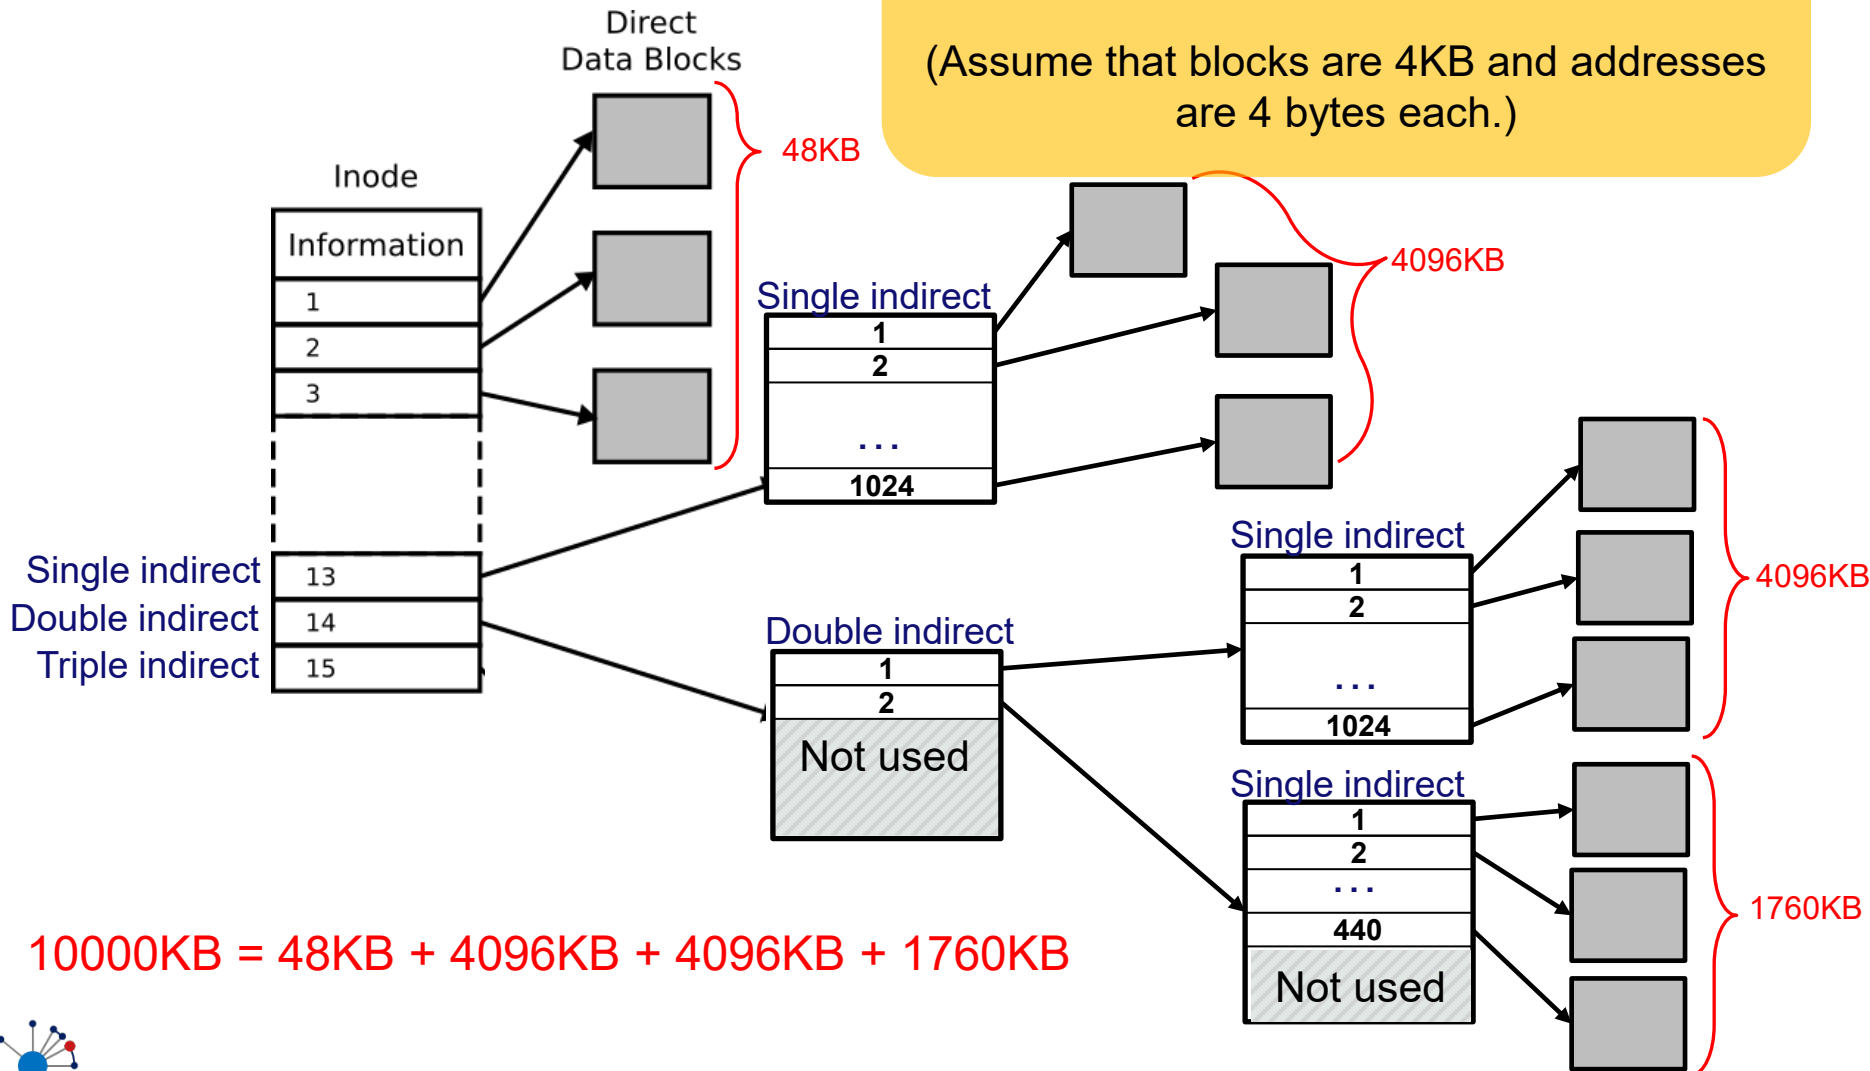 Direct
Data Blocks
(Assume that blocks are 4KB and addresses
are 4 bytes each.)
48KB
Inode
Information
1
2
3
Single indirect 13
Double indirect 14
Triple indirect 15
Single indirect
1
2
...
1024
4096KB
Double indirect
1
2
Not used
Single indirect
1
2
...
1024
4096KB
Single indirect
1
2
...
440
Not used
1760KB
10000KB = 48KB + 4096KB + 4096KB + 1760KB